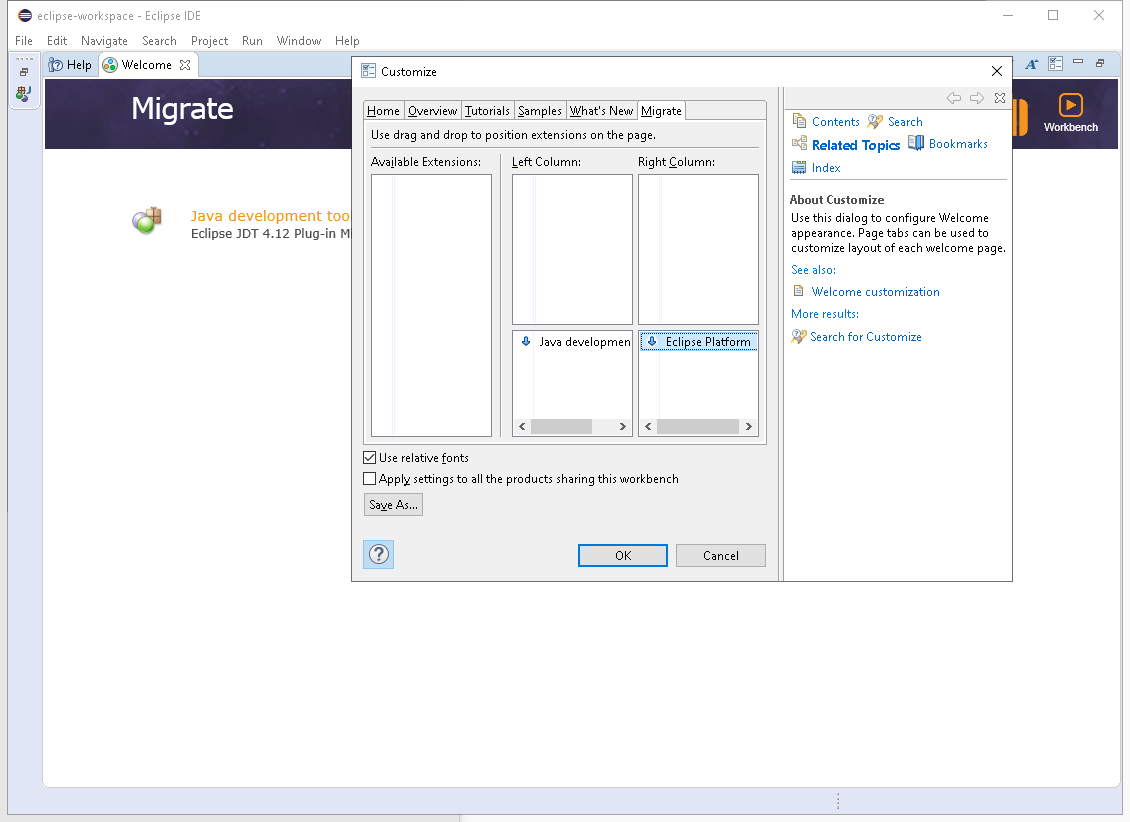 eclipse-workspace - Eclipse IDE
File Edit Navigate Search Project Run Window Help
Help Welcome
Migrate
Workbench
Java development too
Eclipse JDT 4.12 Plug-in Mi
Customize
Home Overview Tutorials Samples What's New Migrate
Use drag and drop to position extensions on the page.
Available Extensions: Left Column: Right Column:
Java developmen Eclipse Platform
Use relative fonts
Apply settings to all the products sharing this workbench
Save As...
OK Cancel
Contents Search
Related Topics Bookmarks
Index
About Customize
Use this dialog to configure Welcome
appearance. Page tabs can be used to
customize layout of each welcome page.
See also:
Welcome customization
More results:
Search for Customize